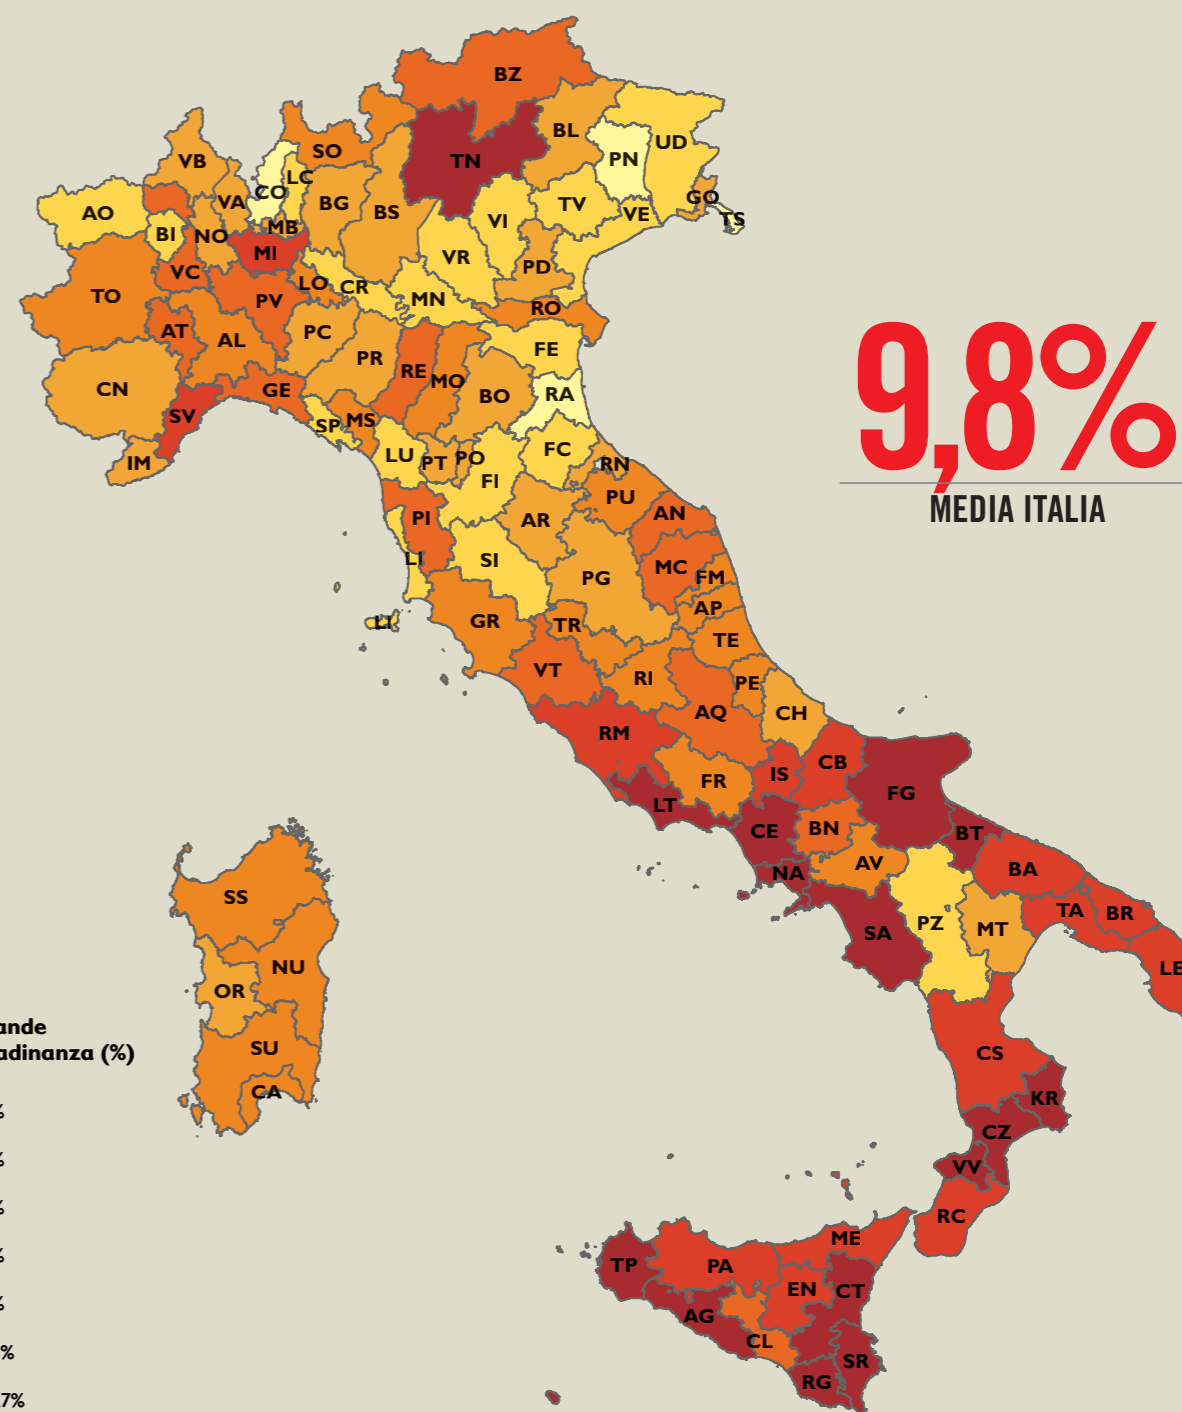 BZ
BL
UD
PN
TN
SO
VB
LC
CO
VA
BG
BS
GO
TS
TV
VE
VI
AO
BI
NO
MB
MI
VR
PD
VC
LO
CR
TO
PV
MN
RO
AT
AL
PC
FE
PR
RE
MO
CN
GE
BO
RA
SV
SP
MS
IM
LU
PT
PO
FC
RN
FI
PU
AN
PI
AR
LI
SI
MC
FM
PG
LI
GR
TR
AP
TE
VT
RI
PE
AQ
CH
RM
FR
IS
CB
LT
FG
CE
BN
BT
NA
AV
BA
SA
PZ
MT
TA
BR
LE
SS
NU
OR
SU
CA
CS
KR
CZ
VV
RC
ME
TP
PA
EN
CT
AG
CL
SR
RG
9,8%
MEDIA ITALIA
ande
adinanza (%)
%
%
%
%
%
%
7%